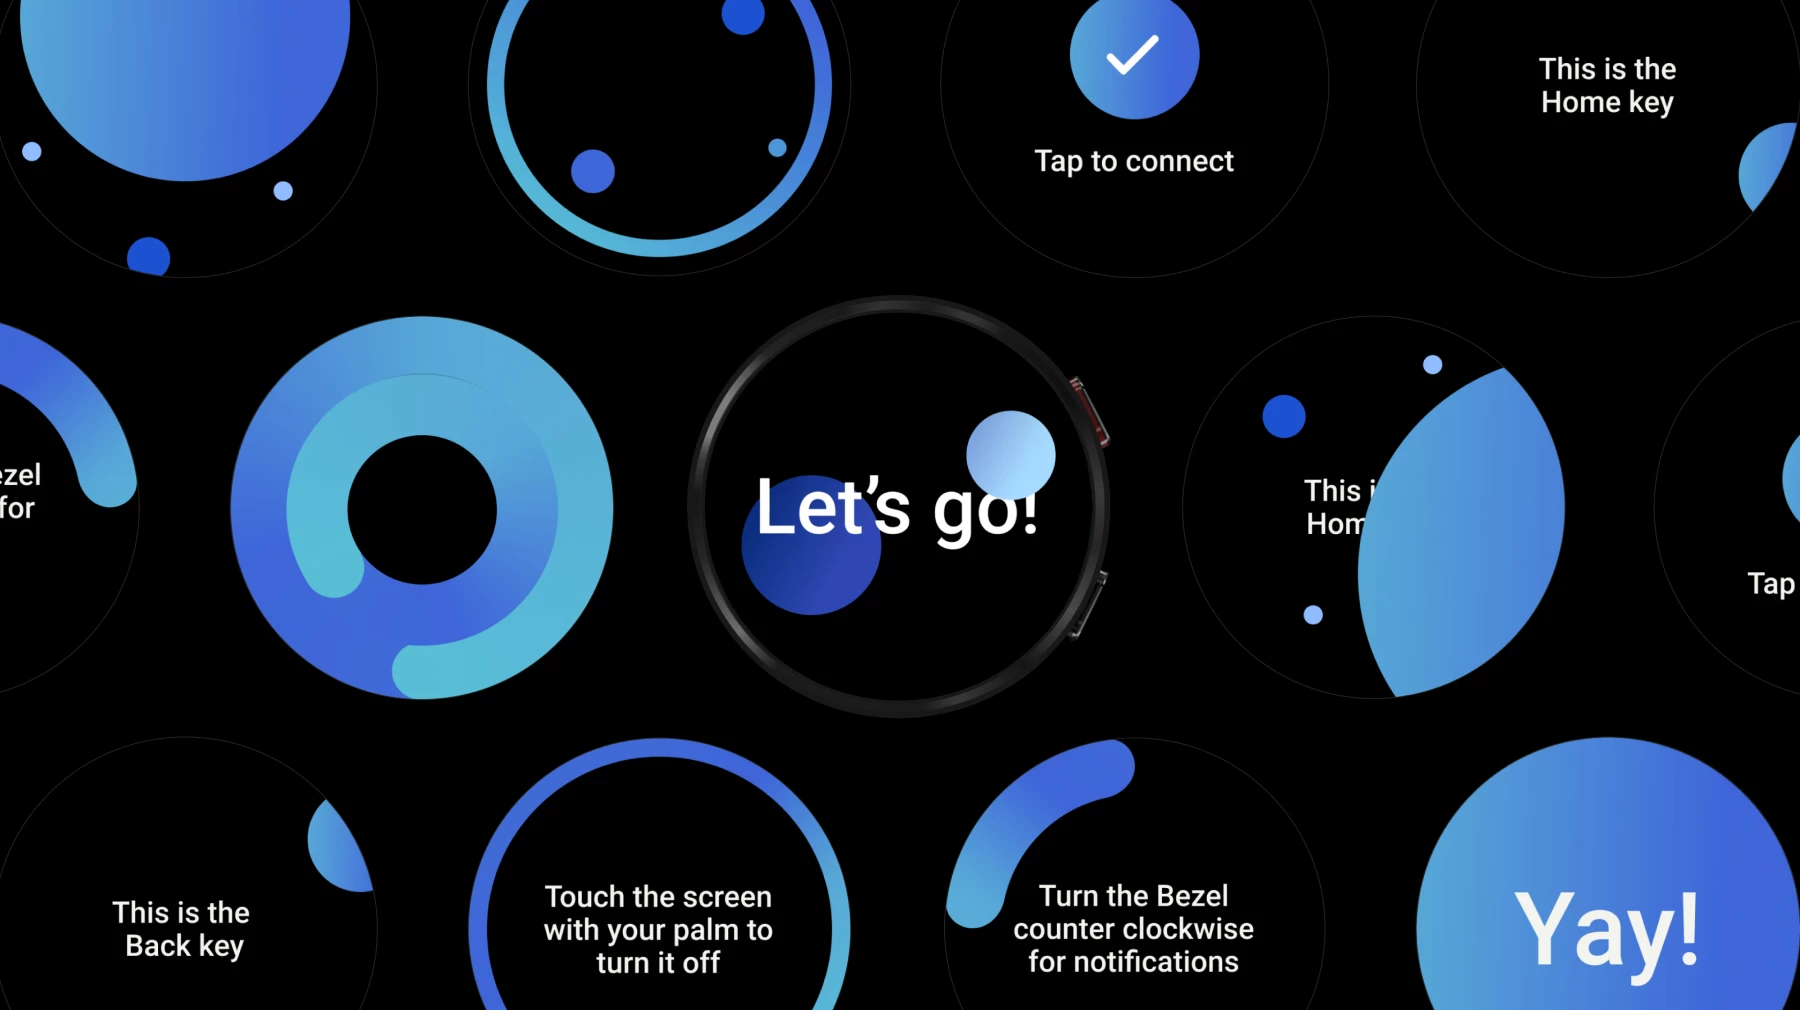 This is the
Home key
Tap to connect
ezel
for
Let's go!
This i
Hom
Tap
This is the
Back key
Touch the screen
with your palm to
turn it off
Turn the Bezel
counter clockwise
for notifications
Yay!